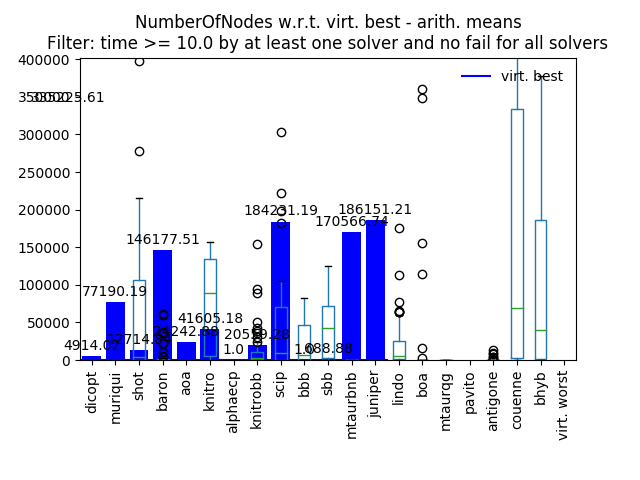 NumberOfNodes w.r.t. virt. best - arith. means
Filter: time >= 10.0 by at least one solver and no fail for all solvers
virt. best
400000
350000
300000
250000
200000
150000
100000
50000
0
4914.02
77190.19
146177.51
41605.18
1.0
184231.19
170566.74
186151.21
dicopt
muriqui
shot
baron
aoa
knitro
alphaecp
knitrobb
scip
bbb
sbb
mtaurbnb
juniper
lindo
boa
mtaurqg
pavito
antigone
couenne
bhyb
virt. worst